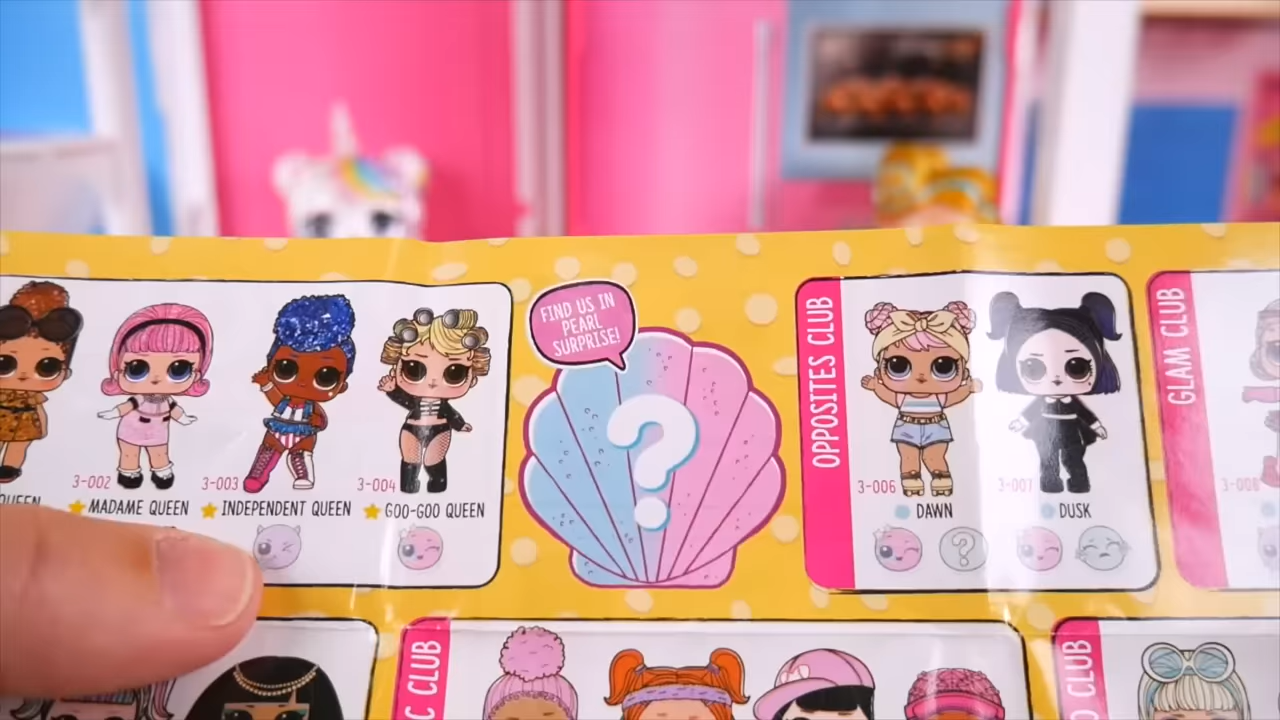 FIND US IN
PEARL
SURPRISE!
3-002
MADAME QUEEN
3-003
INDEPENDENT QUEEN
3-004
GOO-GOO QUEEN
?
OPPOSITES CLUB
3-006
DAWN
?
3-007
DUSK
GLAM CLUB
3-008
QUEEN
C CLUB
CLUB